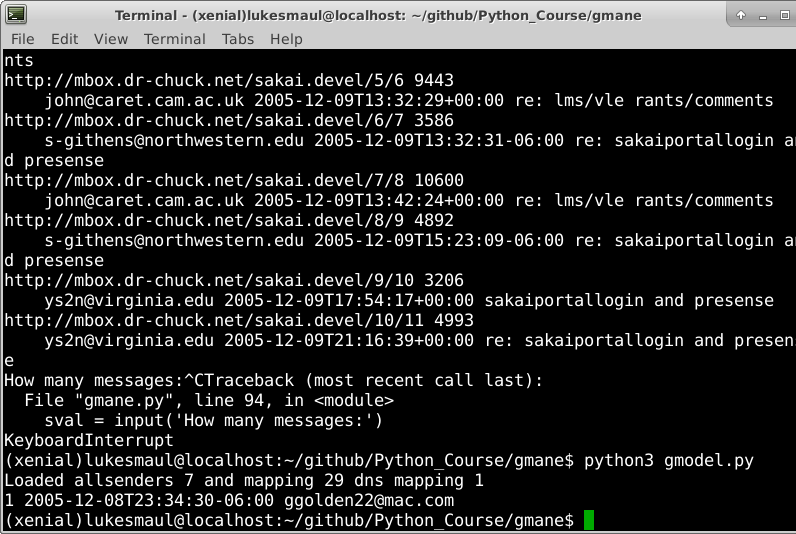 Terminal - (xenial)lukesmaul@localhost: ~/github/Python_Course/gmane
File Edit View Terminal Tabs Help
nts
http://mbox.dr-chuck.net/sakai.devel/5/6 9443
    john@caret.cam.ac.uk 2005-12-09T13:32:29+00:00 re: lms/vle rants/comments
http://mbox.dr-chuck.net/sakai.devel/6/7 3586
    s-githens@northwestern.edu 2005-12-09T13:32:31-06:00 re: sakaiportallogin an
d presense
http://mbox.dr-chuck.net/sakai.devel/7/8 10600
    john@caret.cam.ac.uk 2005-12-09T13:42:24+00:00 re: lms/vle rants/comments
http://mbox.dr-chuck.net/sakai.devel/8/9 4892
    s-githens@northwestern.edu 2005-12-09T15:23:09-06:00 re: sakaiportallogin an
d presense
http://mbox.dr-chuck.net/sakai.devel/9/10 3206
    ys2n@virginia.edu 2005-12-09T17:54:17+00:00 sakaiportallogin and presense
http://mbox.dr-chuck.net/sakai.devel/10/11 4993
    ys2n@virginia.edu 2005-12-09T21:16:39+00:00 re: sakaiportallogin and presens
e
How many messages:^CTraceback (most recent call last):
  File "gmane.py", line 94, in <module>
    sval = input('How many messages:')
KeyboardInterrupt
(xenial)lukesmaul@localhost:~/github/Python_Course/gmane$ python3 gmodel.py
Loaded allsenders 7 and mapping 29 dns mapping 1
1 2005-12-08T23:34:30-06:00 ggolden22@mac.com
(xenial)lukesmaul@localhost:~/github/Python_Course/gmane$